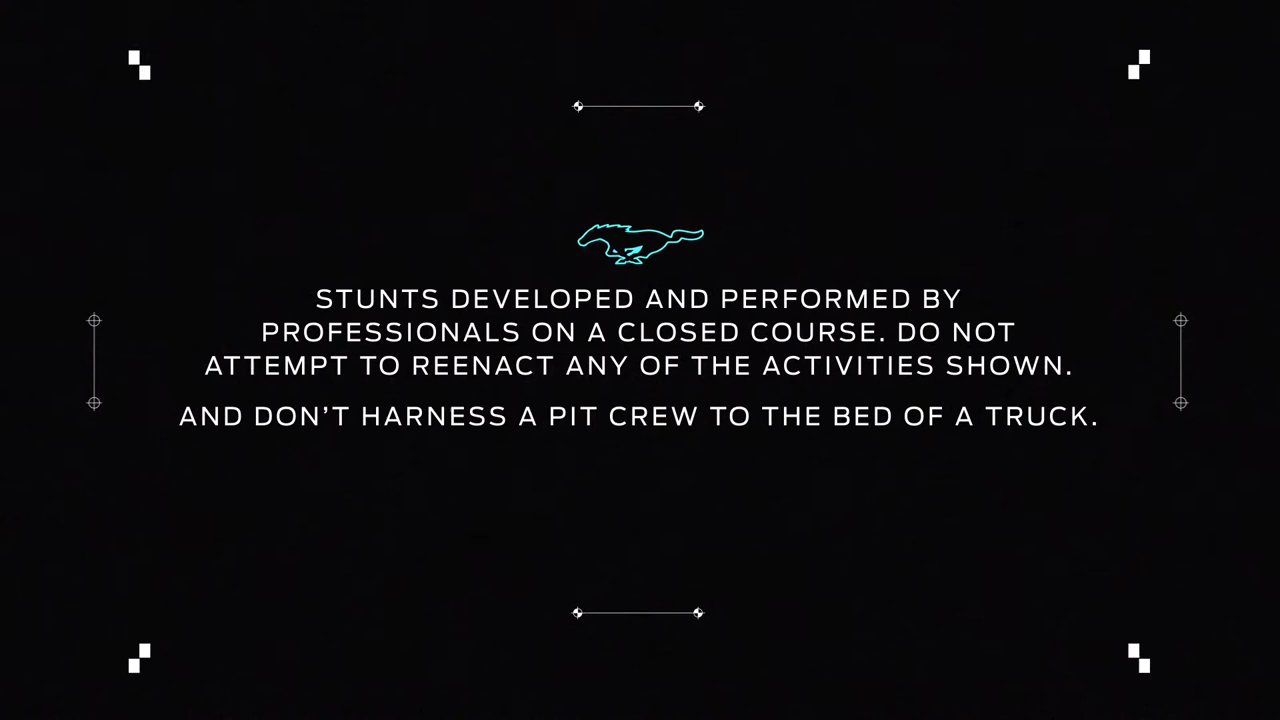 STUNTS DEVELOPED AND PERFORMED BY
PROFESSIONALS ON A CLOSED COURSE. DO NOT
ATTEMPT TO REENACT ANY OF THE ACTIVITIES SHOWN.
AND DON’T HARNESS A PIT CREW TO THE BED OF A TRUCK.